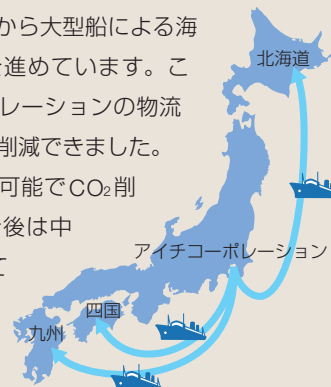 から大型船による海
を進めています。こ
レーションの物流
削減できました。
可能でCO₂削
後は中
て
北海道
アイチコーポレーション
四国
九州